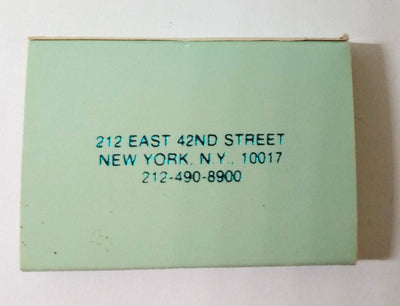 212 EAST 42ND STREET
NEW YORK, N.Y., 10017
212-490-8900